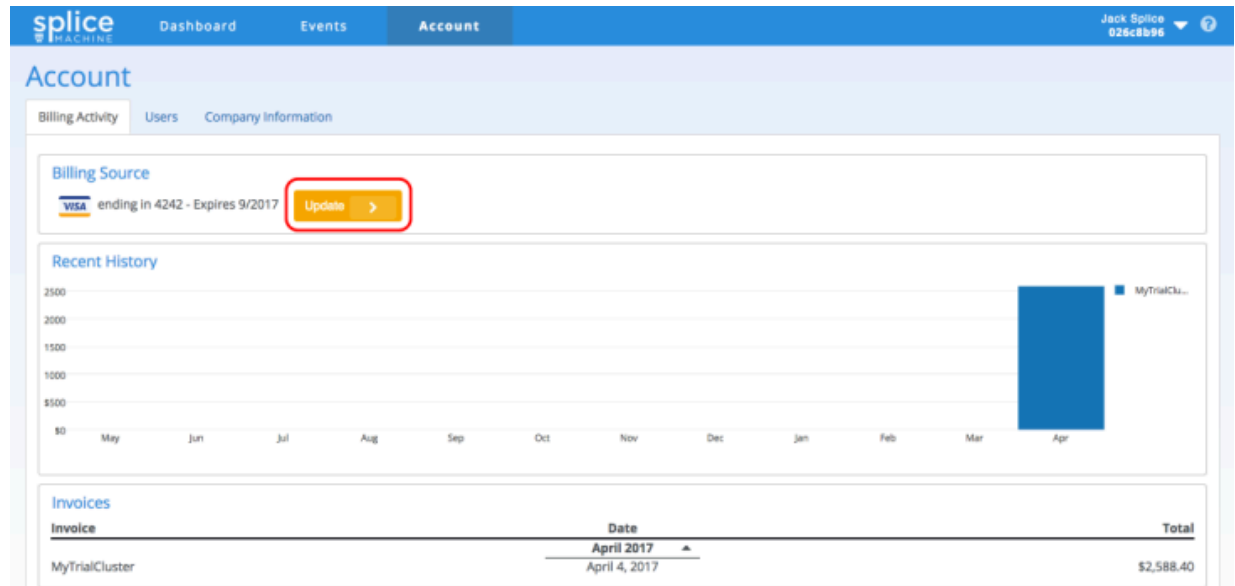 splice
MACHINE
Dashboard
Events
Account
Jack Splice
026c8b96
Account
Billing Activity
Users
Company Information
Billing Source
VISA ending in 4242 - Expires 9/2017
Update
Recent History
2500
2000
1500
1000
$500
$0
May Jun Jul Aug Sep Oct Nov Dec Jan Feb Mar Apr
MyTrialClu...
Invoices
Invoice Date Total
April 2017
MyTrialCluster April 4, 2017 $2,588.40